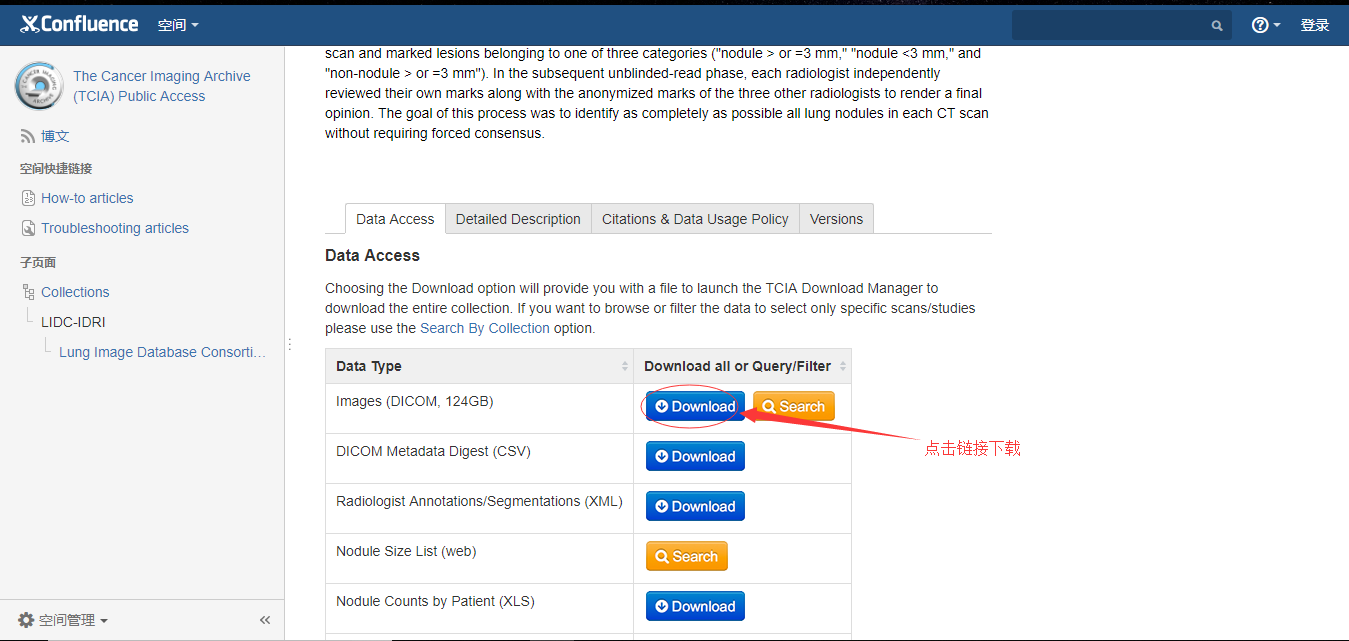 Confluence 空间
登录
scan and marked lesions belonging to one of three categories ("nodule > or =3 mm," "nodule <3 mm," and
"non-nodule > or =3 mm"). In the subsequent unblinded-read phase, each radiologist independently
reviewed their own marks along with the anonymized marks of the three other radiologists to render a final
opinion. The goal of this process was to identify as completely as possible all lung nodules in each CT scan
without requiring forced consensus.
The Cancer Imaging Archive
(TCIA) Public Access
博文
空间快捷链接
How-to articles
Troubleshooting articles
子页面
Collections
LIDC-IDRI
Lung Image Database Consorti…
空间管理
Data Access Detailed Description Citations & Data Usage Policy Versions
Data Access
Choosing the Download option will provide you with a file to launch the TCIA Download Manager to
download the entire collection. If you want to browse or filter the data to select only specific scans/studies
please use the Search By Collection option.
Data Type Download all or Query/Filter
Images (DICOM, 124GB) Download Search
点击链接下载
DICOM Metadata Digest (CSV) Download
Radiologist Annotations/Segmentations (XML) Download
Nodule Size List (web) Search
Nodule Counts by Patient (XLS) Download